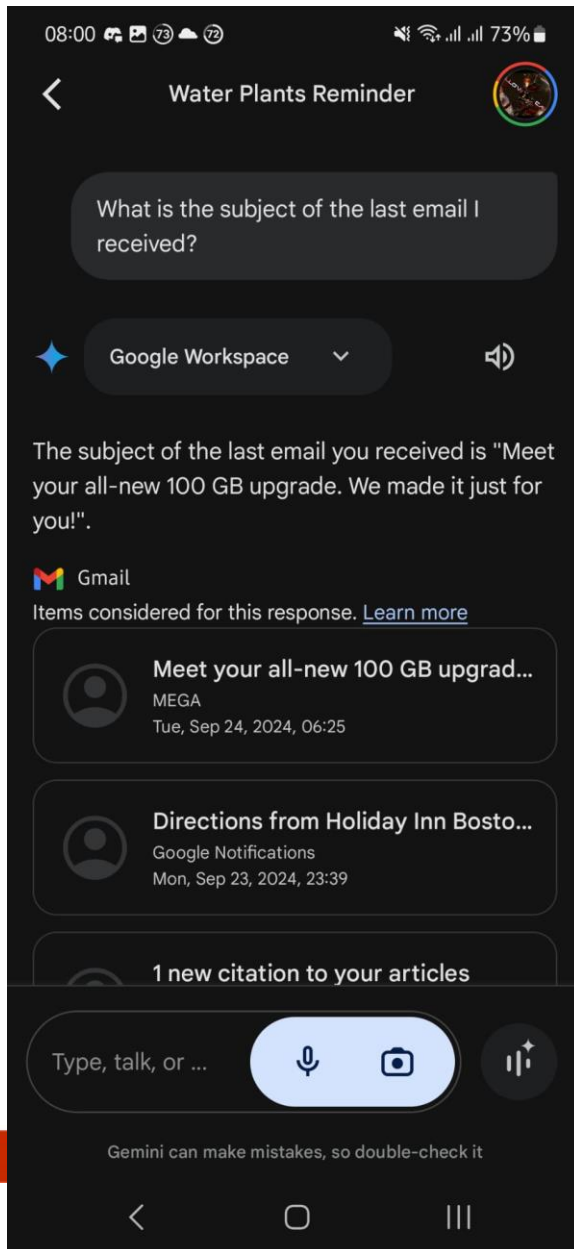 08:00 73 72 73%
Water Plants Reminder
What is the subject of the last email I
received?
Google Workspace
The subject of the last email you received is "Meet
your all-new 100 GB upgrade. We made it just for
you!".
Gmail
Items considered for this response. Learn more
Meet your all-new 100 GB upgrad...
MEGA
Tue, Sep 24, 2024, 06:25
Directions from Holiday Inn Bosto...
Google Notifications
Mon, Sep 23, 2024, 23:39
1 new citation to your articles
Type, talk, or ...
Gemini can make mistakes, so double-check it